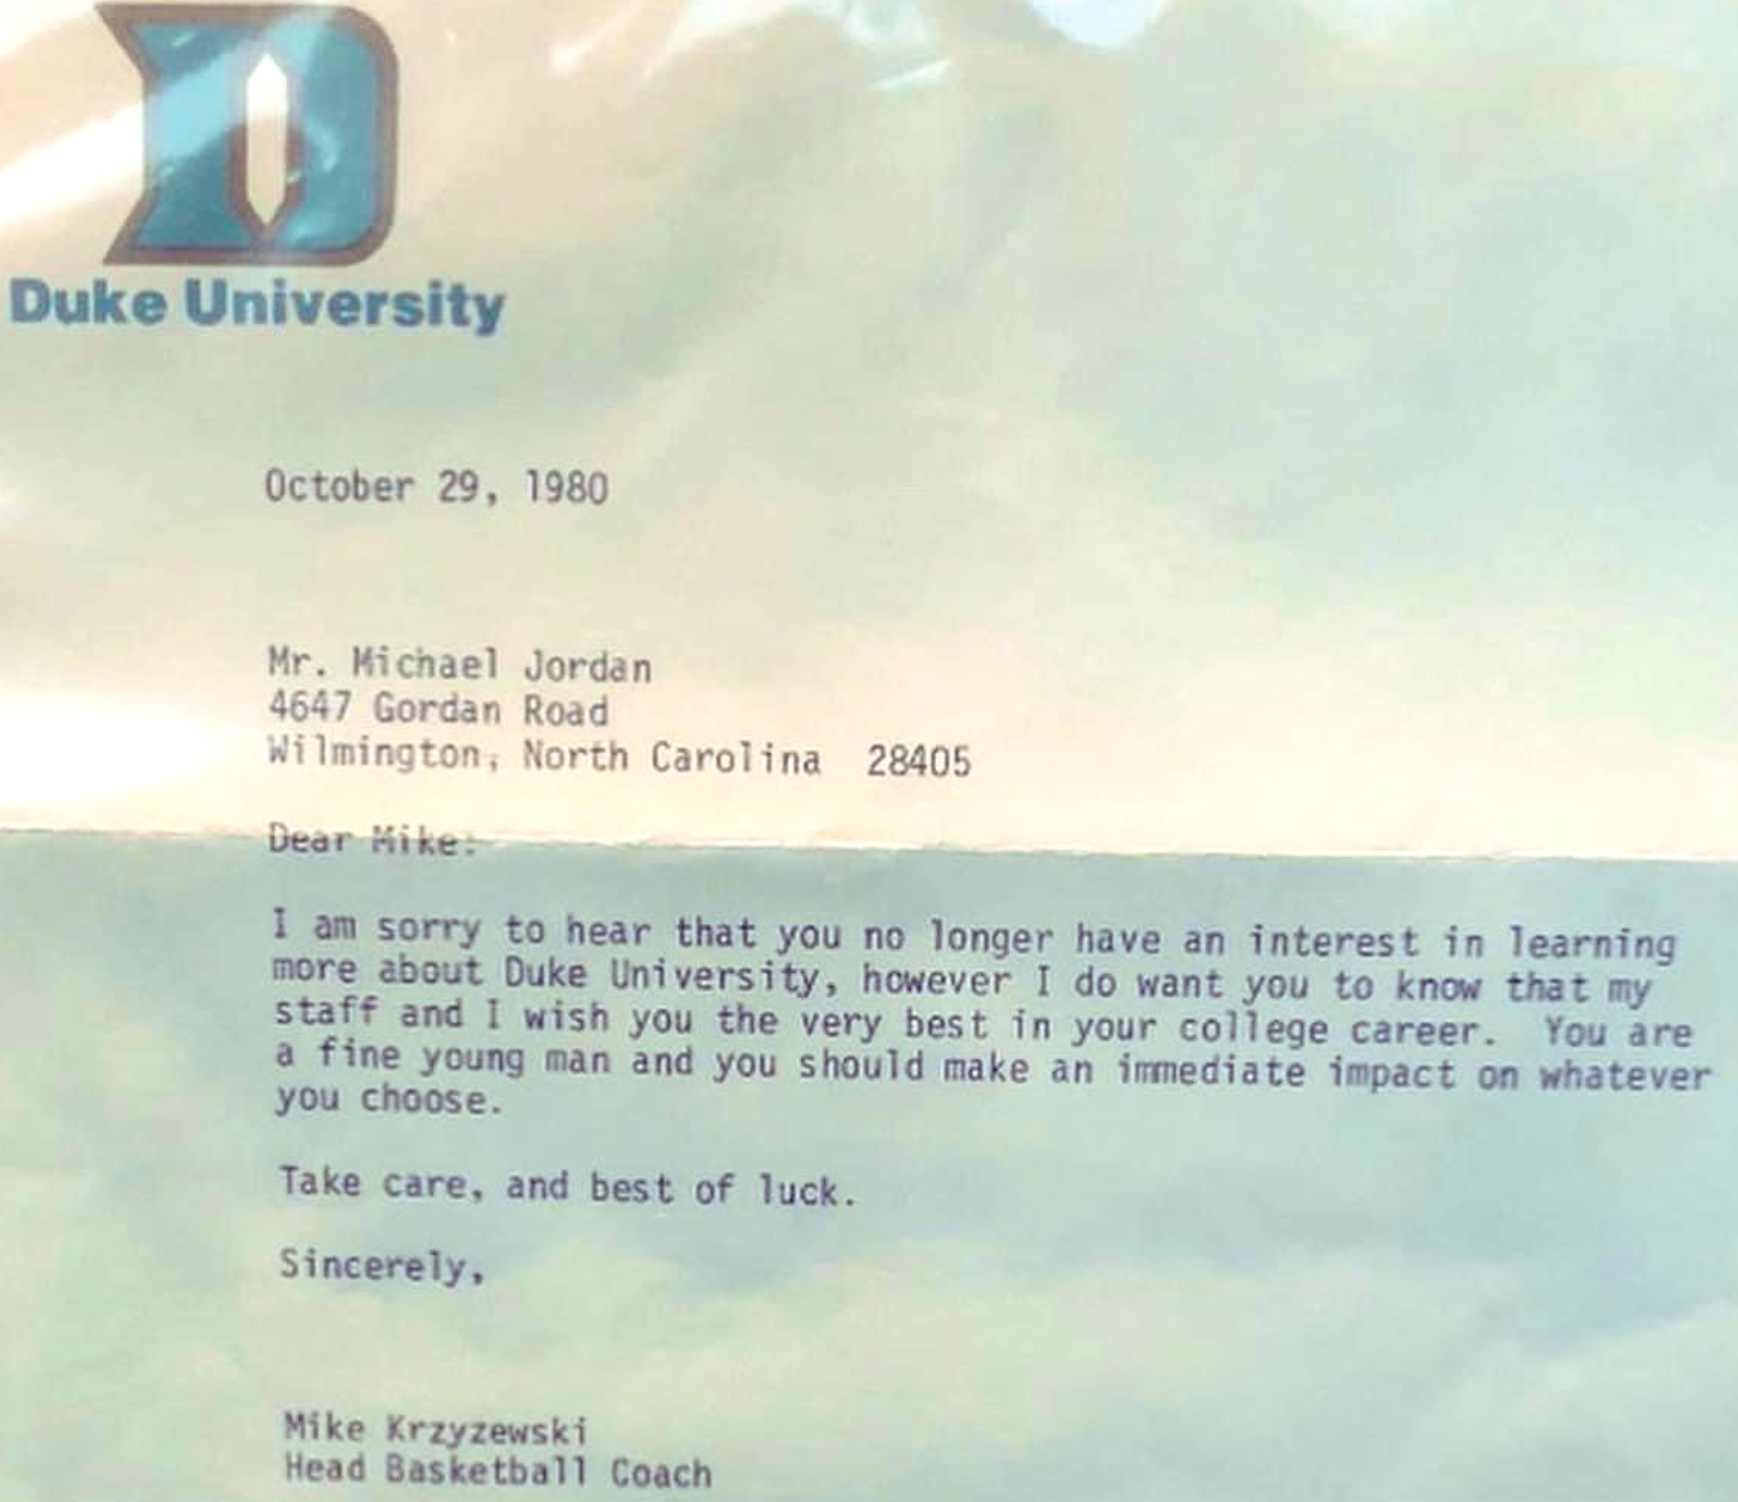 D
Duke University
October 29, 1980
Mr. Michael Jordan
4647 Gordan Road
Wilmington, North Carolina  28405
Dear Mike:
I am sorry to hear that you no longer have an interest in learning
more about Duke University, however I do want you to know that my
staff and I wish you the very best in your college career.  You are
a fine young man and you should make an immediate impact on whatever
you choose.
Take care, and best of luck.
Sincerely,
Mike Krzyzewski
Head Basketball Coach